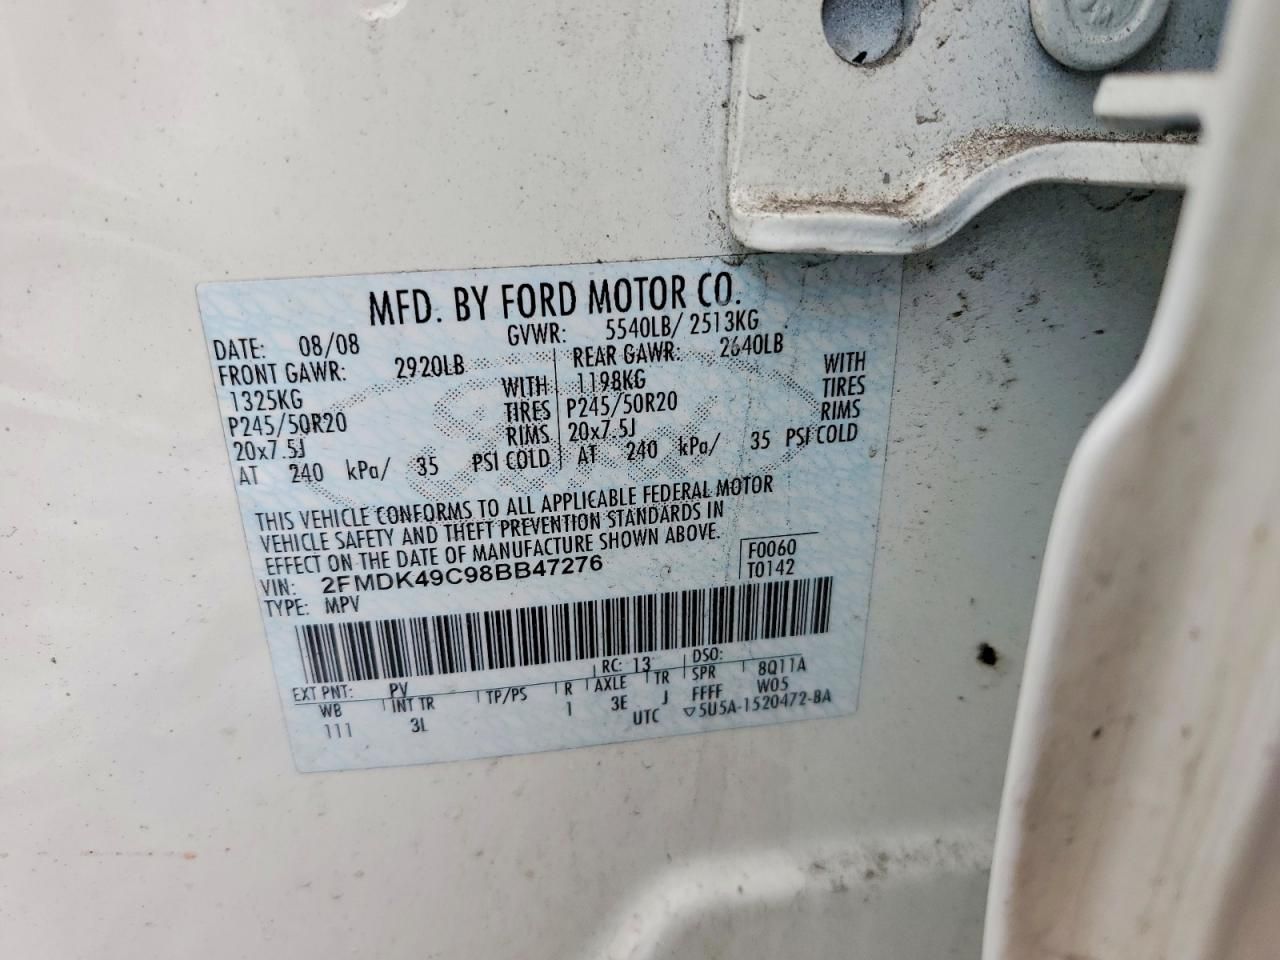 MFD. BY FORD MOTOR CO.
DATE: 08/08 GVWR: 5540LB/ 2513KG
FRONT GAWR: 2920LB REAR GAWR: 2640LB
1325KG WITH 1198KG WITH
P245/50R20 TIRES P245/50R20 TIRES
20x7.5J RIMS 20x7.5J RIMS
AT 240 kPa/ 35 PSI COLD AT 240 kPa/ 35 PSI COLD
THIS VEHICLE CONFORMS TO ALL APPLICABLE FEDERAL MOTOR
VEHICLE SAFETY AND THEFT PREVENTION STANDARDS IN
EFFECT ON THE DATE OF MANUFACTURE SHOWN ABOVE.
VIN: 2FMDK49C98BB47276 F0060
TYPE: MPV T0142
EXT PNT: PV RC: 13 DSO:
WB INT TR TP/PS R AXLE TR SPR 8Q11A
111 3L 1 3E J FFFF W05
UTC ▽5U5A-1520472-BA